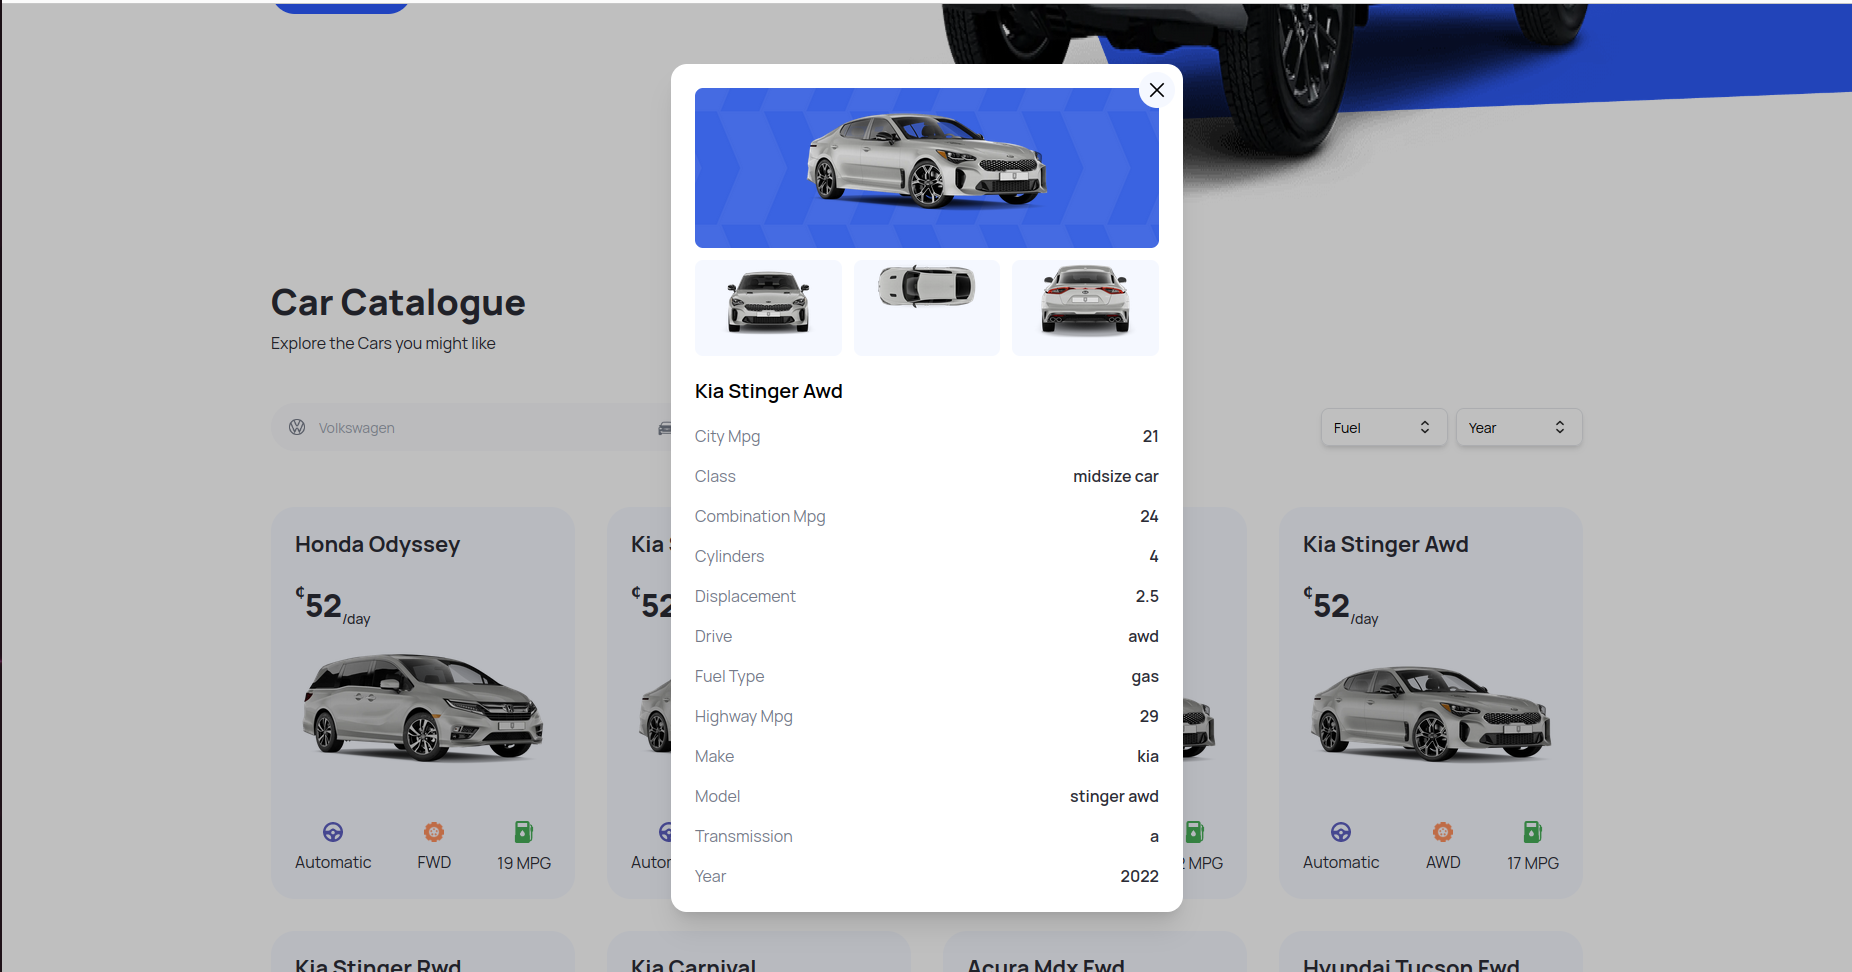 Car Catalogue
Explore the Cars you might like
Volkswagen
Fuel
Year
Kia Stinger Awd
City Mpg 21
Class midsize car
Combination Mpg 24
Cylinders 4
Displacement 2.5
Drive awd
Fuel Type gas
Highway Mpg 29
Make kia
Model stinger awd
Transmission a
Year 2022
Honda Odyssey
¢52/day
Automatic
FWD
19 MPG
Kia
¢52
MPG
Kia Stinger Awd
¢52/day
Automatic
AWD
17 MPG
Kia Stinger Rwd
Kia Carnival
Acura Mdx Fwd
Hyundai Tucson Fwd